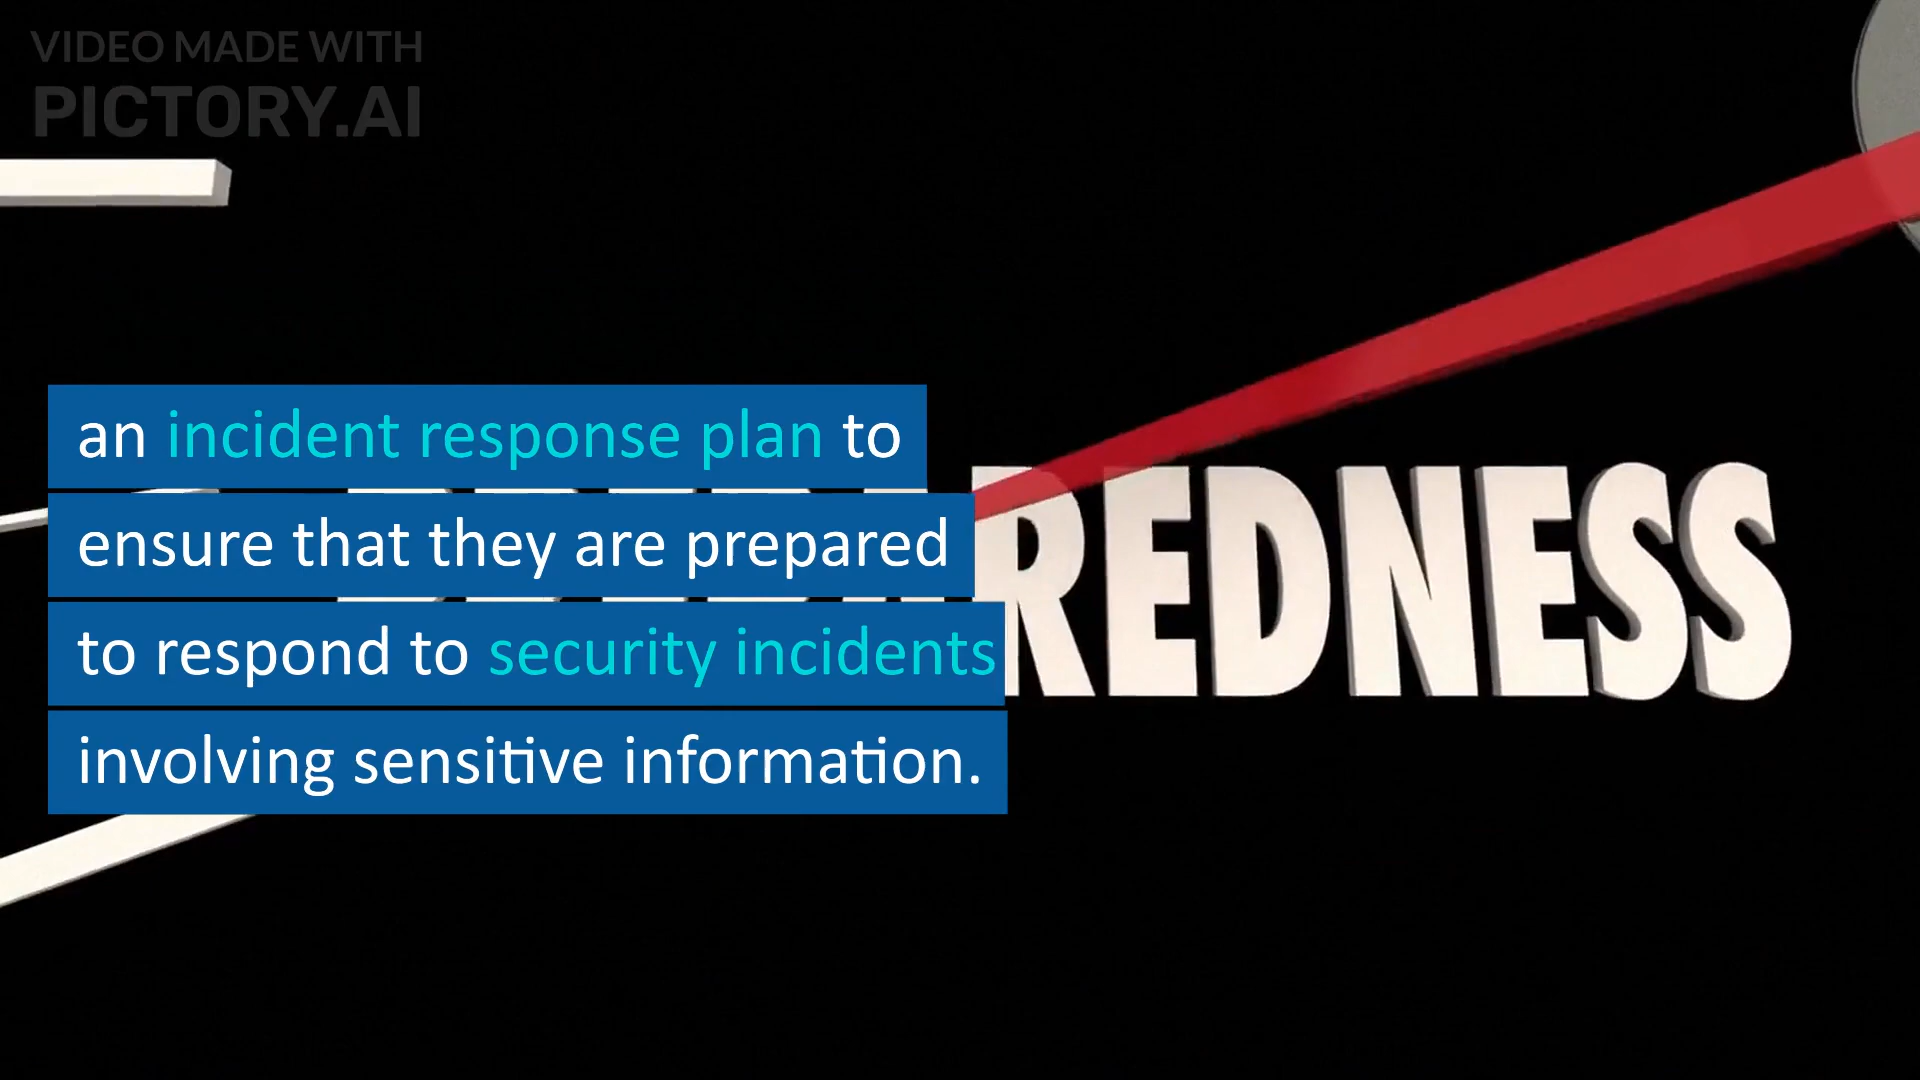 VIDEO MADE WITH
PICTORY.AI
an incident response plan to
ensure that they are prepared
to respond to security incidents
involving sensitive information.
REDNESS